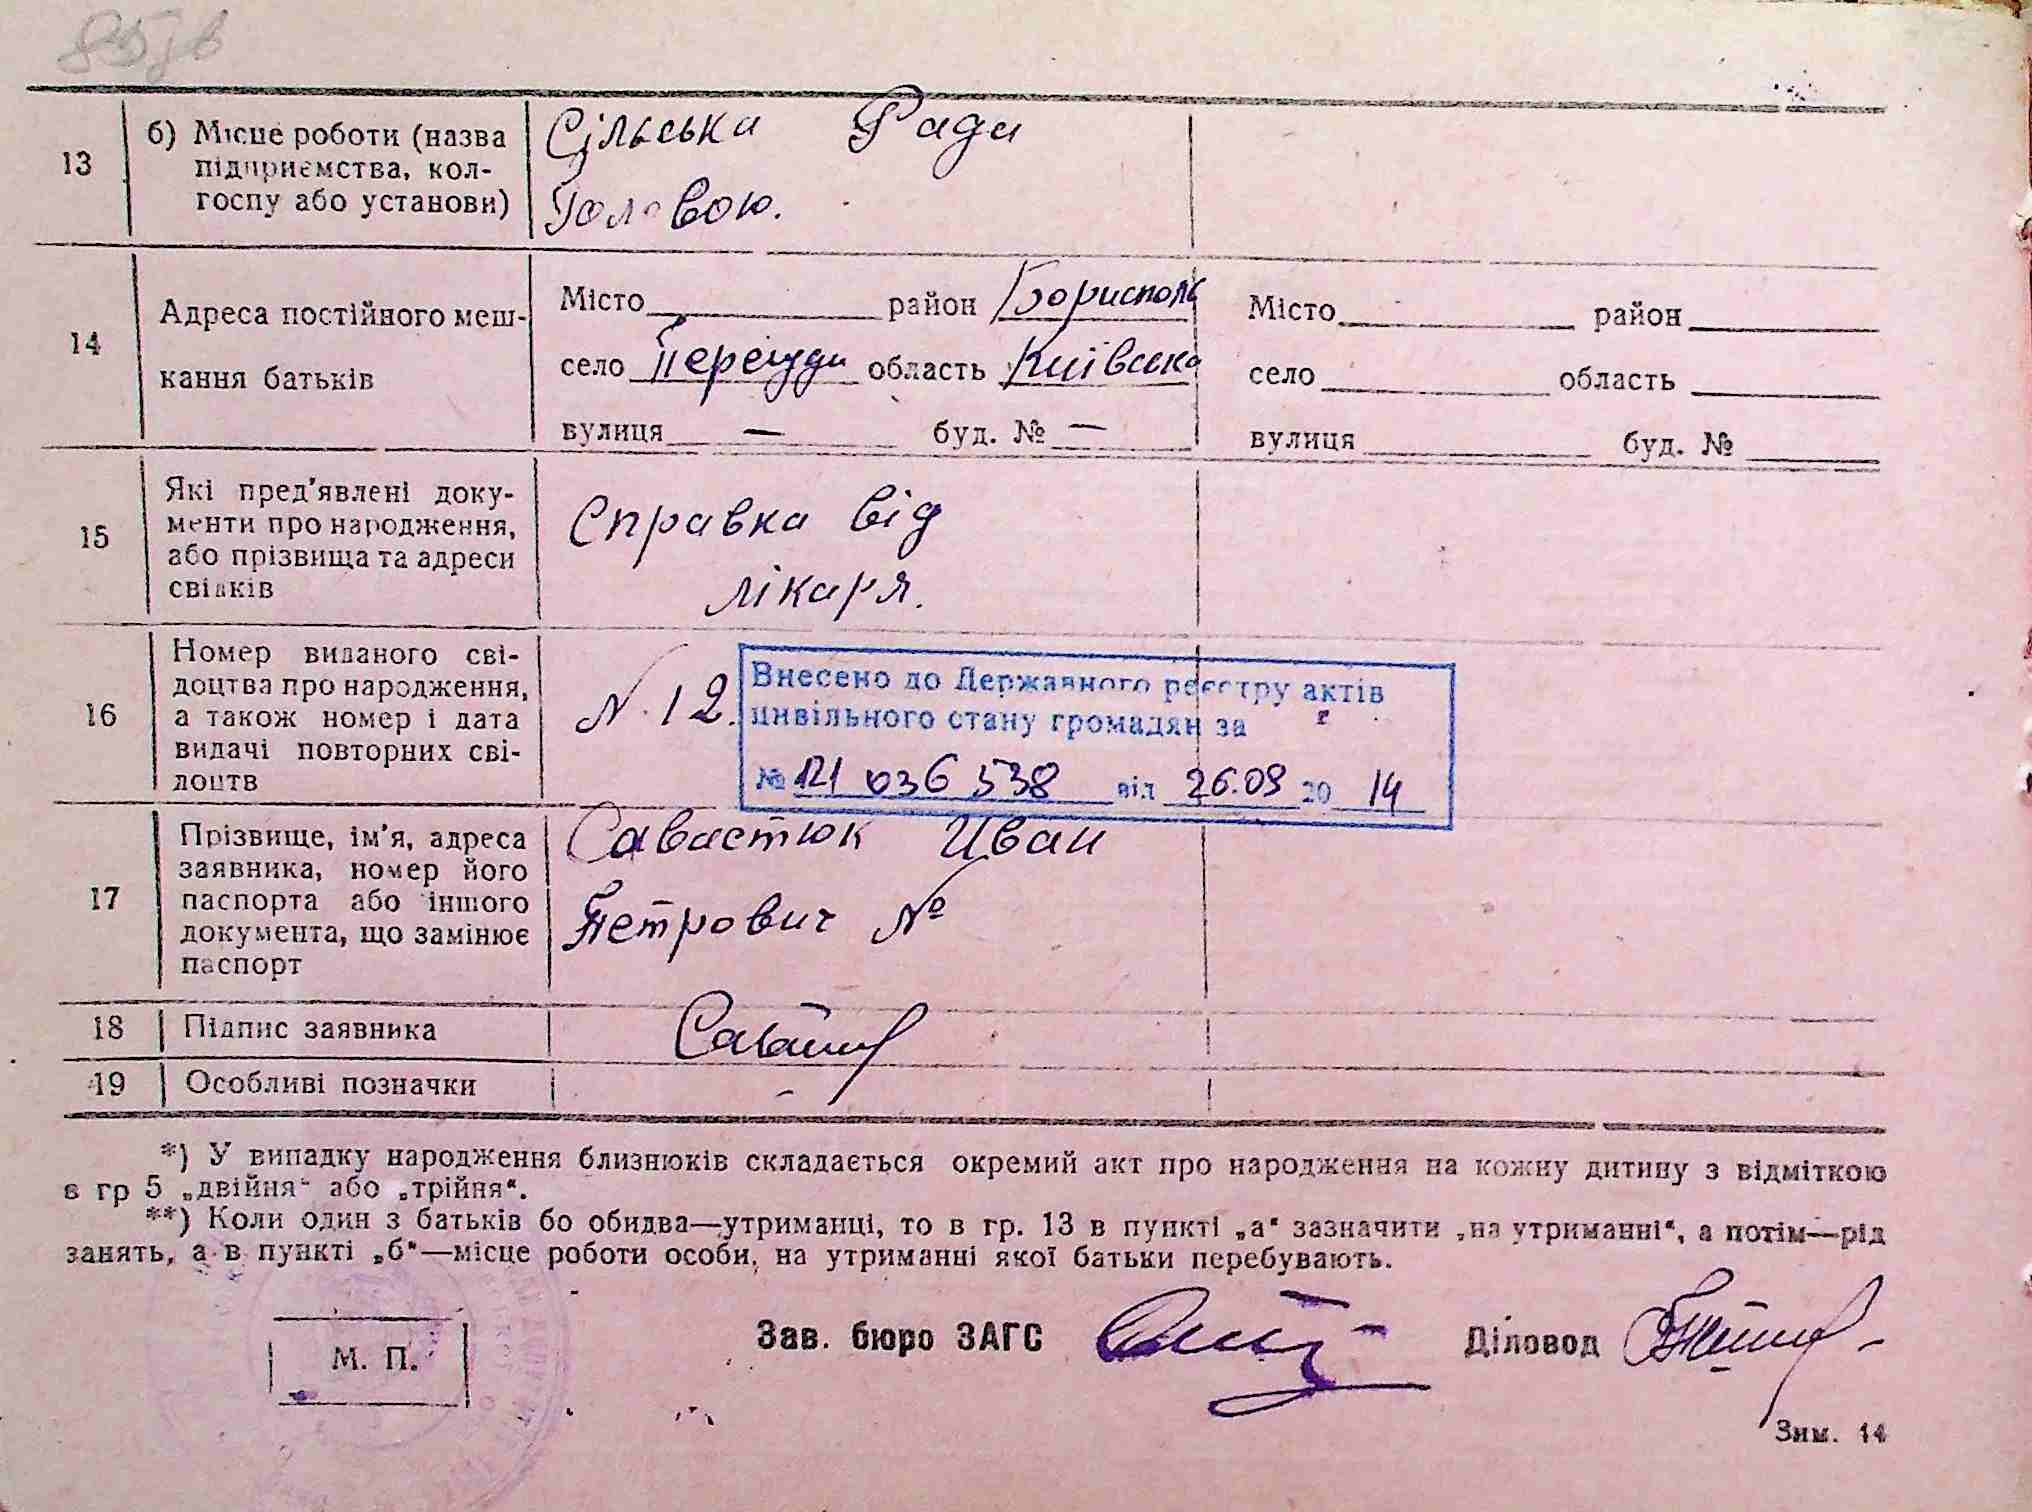 13
б) Місце роботи (назва
підприємства, кол-
госпу або установи)
Сільська Рада
Головою.
14
Адреса постійного меш-
кання батьків
Місто район Бориспольс
село Перегуди область Київська
вулиця — буд. № —
Місто район
село область
вулиця буд. №
15
Які пред'явлені доку-
менти про народження,
або прізвища та адреси
свідків
Справка від
лікаря.
16
Номер виданого сві-
доцтва про народження,
а також номер і дата
видачі повторних сві-
доцтв
N. 12.
Внесено до Державного реєстру актів
цивільного стану громадян за
№ 121 036 538 від 26.09 20 14
17
Прізвище, ім'я, адреса
заявника, номер його
паспорта або іншого
документа, що замінює
паспорт
Савастюк Иван
Петрович №
18
Підпис заявника
19
Особливі позначки
*) У випадку народження близнюків складається окремий акт про народження на кожну дитину з відміткою
в гр 5 „двійня“ або „трійня“.
**) Коли один з батьків бо обидва—утриманці, то в гр. 13 в пункті „а“ зазначити „на утриманні“, а потім—рід
занять, а в пункті „б“—місце роботи особи, на утриманні якої батьки перебувають.
М. П.
Зав. бюро ЗАГС
Діловод
Зим. 14